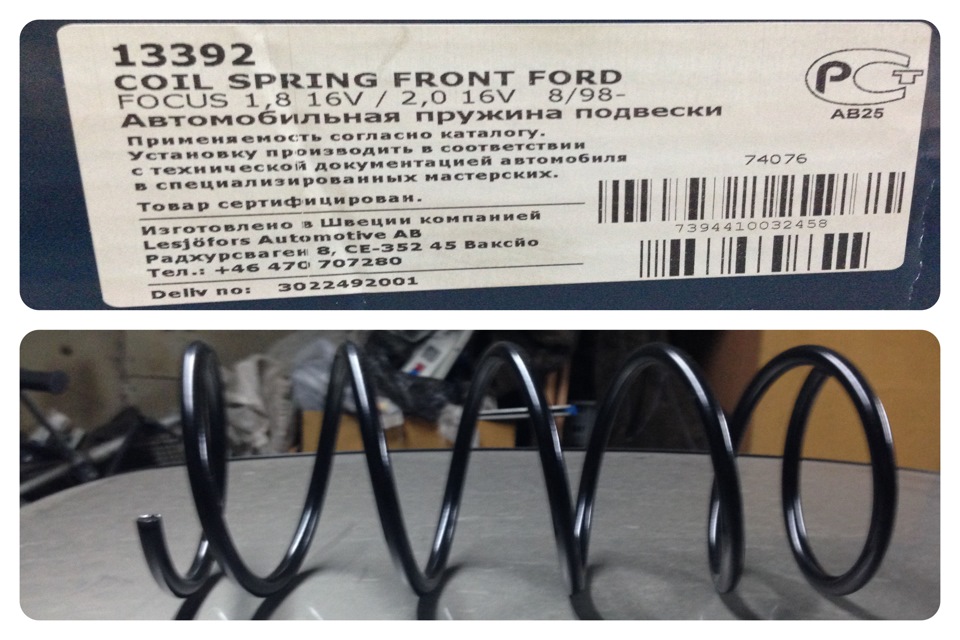 13392
COIL SPRING FRONT FORD
FOCUS 1,8 16V / 2,0 16V 8/98-
Автомобильная пружина подвески
Применяемость согласно каталогу.
Установку производить в соответствии
с технической документацией автомобиля
в специализированных мастерских.
Товар сертифицирован.
Изготовлено в Швеции компанией
Lesjöfors Automotive AB
Радхурсваген 8, CE-352 45 Ваксйо
Тел.: +46 470 707280
Deliv no: 3022492001
РСТ
АВ25
74076
7394410032458